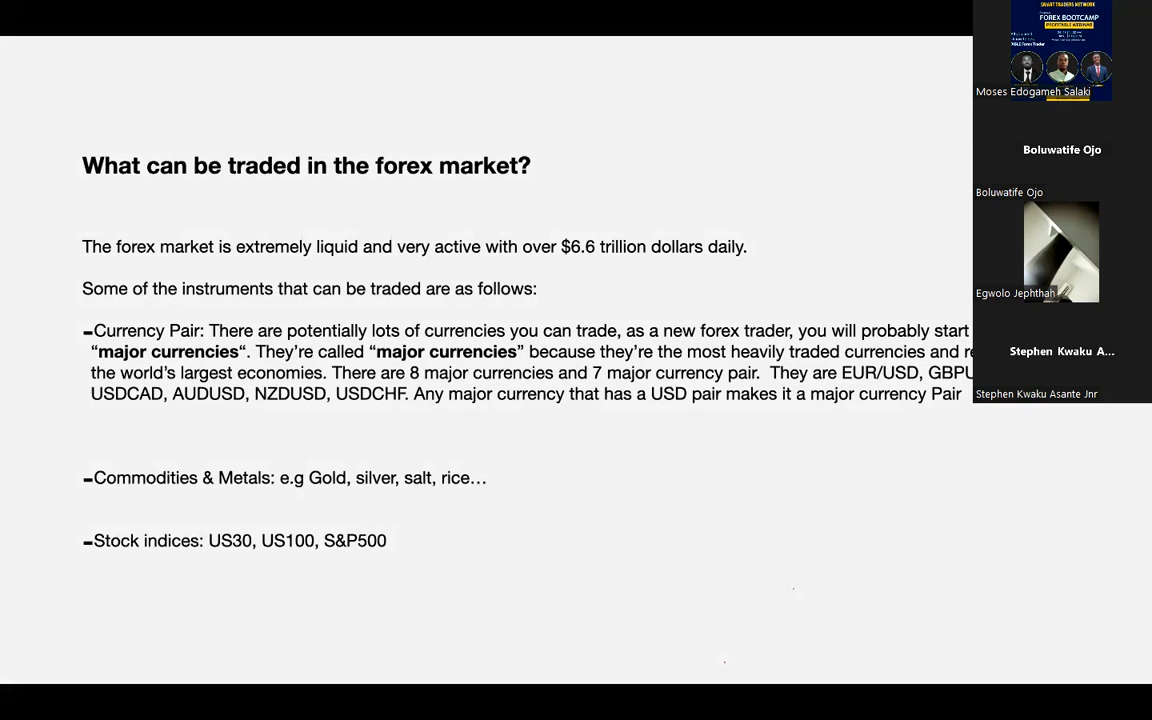 What can be traded in the forex market?
The forex market is extremely liquid and very active with over $6.6 trillion dollars daily.
Some of the instruments that can be traded are as follows:
-Currency Pair: There are potentially lots of currencies you can trade, as a new forex trader, you will probably start
“major currencies“. They’re called “major currencies” because they’re the most heavily traded currencies and
the world’s largest economies. There are 8 major currencies and 7 major currency pair. They are EUR/USD,
USDCAD, AUDUSD, NZDUSD, USDCHF. Any major currency that has a USD pair makes it a major currency Pair
-Commodities & Metals: e.g Gold, silver, salt, rice…
-Stock indices: US30, US100, S&P500
SMART TRADERS NETWORK
FOREX BOOTCAMP
PROFITABLE WEBINAR
Forex Trader
Moses Edogameh Salaki
Boluwatife Ojo
Boluwatife Ojo
Egwolo Jephthah
Stephen Kwaku A...
Stephen Kwaku Asante Jnr